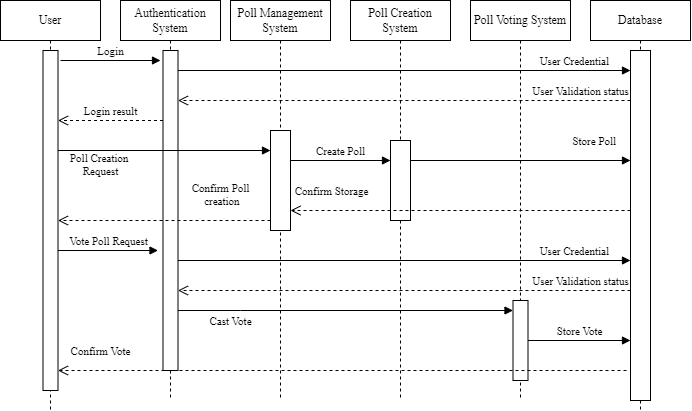 User
Authentication
System
Poll Management
System
Poll Creation
System
Poll Voting System
Database
Login
User Credential
User Validation status
Login result
Poll Creation
Request
Create Poll
Store Poll
Confirm Poll
creation
Confirm Storage
Vote Poll Request
User Credential
User Validation status
Cast Vote
Store Vote
Confirm Vote